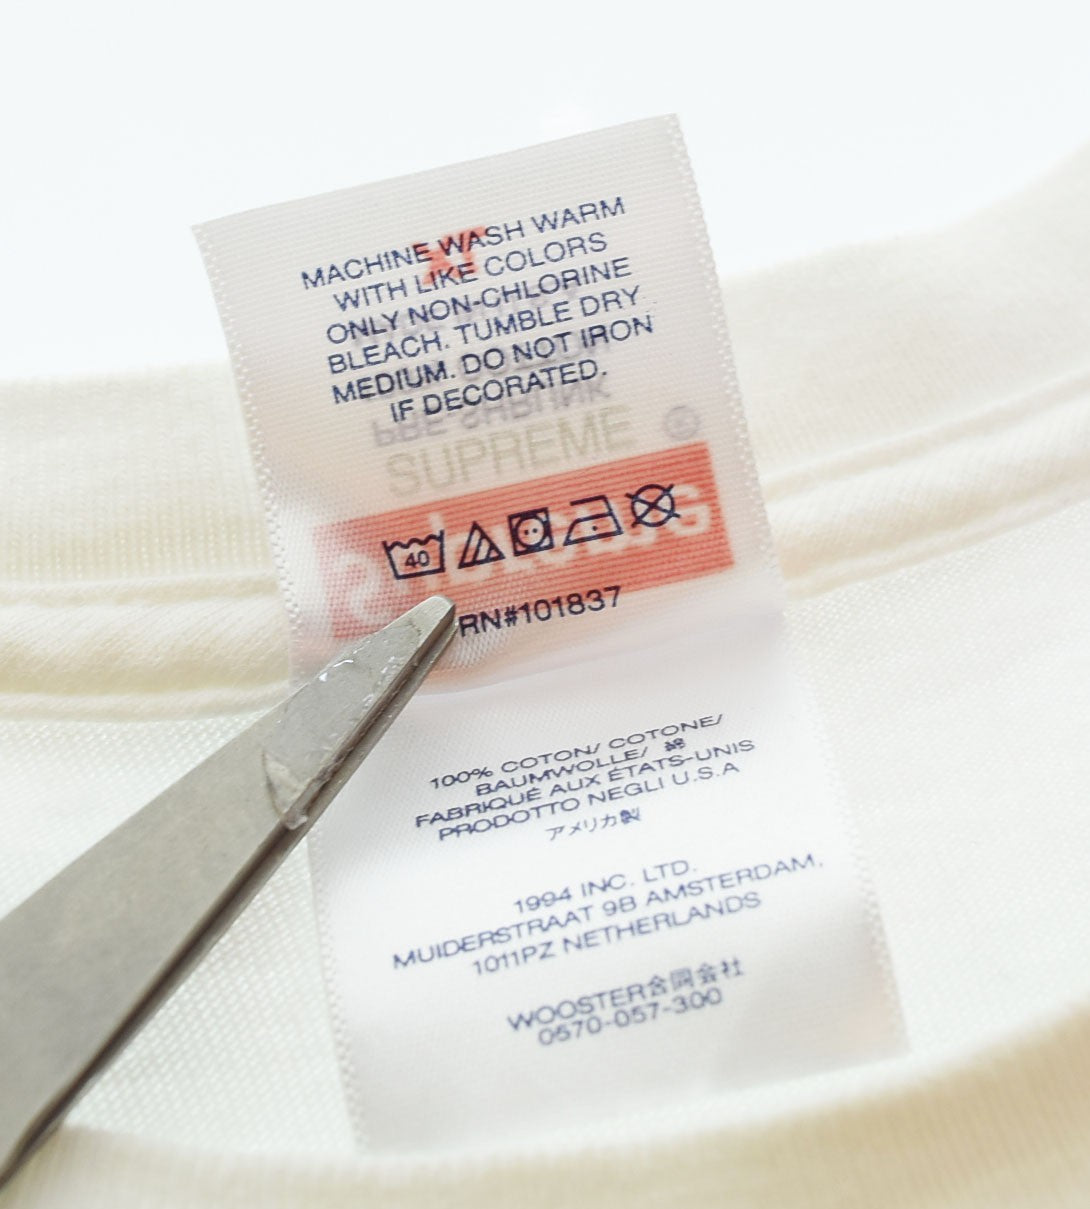 MACHINE WASH WARM
WITH LIKE COLORS
ONLY NON-CHLORINE
BLEACH. TUMBLE DRY
MEDIUM. DO NOT IRON
IF DECORATED.
PRE-SHRUNK
SUPREME
40
RN#101837
100% COTON/ COTONE/
BAUMWOLLE/ 綿
FABRIQUÉ AUX ÉTATS-UNIS
PRODOTTO NEGLI U.S.A
アメリカ製
1994 INC. LTD.
MUIDERSTRAAT 9B AMSTERDAM,
1011PZ NETHERLANDS
WOOSTER合同会社
0570-057-300